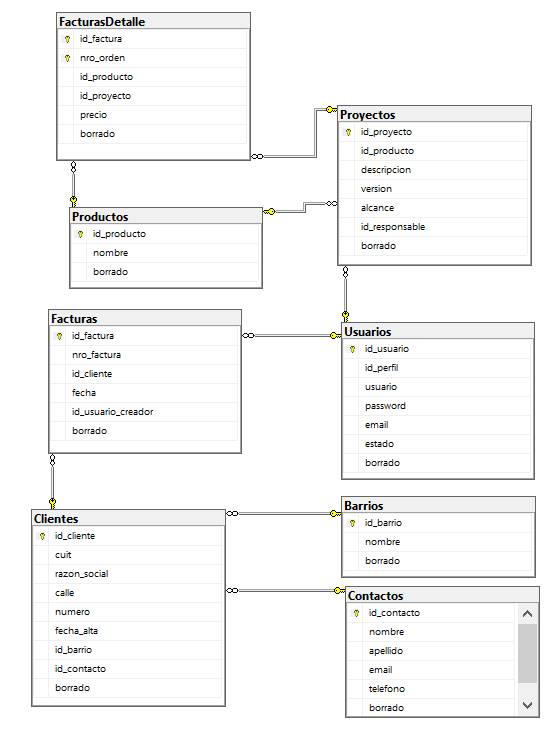 FacturasDetalle
id_factura
nro_orden
id_producto
id_proyecto
precio
borrado
Proyectos
id_proyecto
id_producto
descripcion
version
alcance
id_responsable
borrado
Productos
id_producto
nombre
borrado
Facturas
id_factura
nro_factura
id_cliente
fecha
id_usuario_creador
borrado
Usuarios
id_usuario
id_perfil
usuario
password
email
estado
borrado
Clientes
id_cliente
cuit
razon_social
calle
numero
fecha_alta
id_barrio
id_contacto
borrado
Barrios
id_barrio
nombre
borrado
Contactos
id_contacto
nombre
apellido
email
telefono
borrado